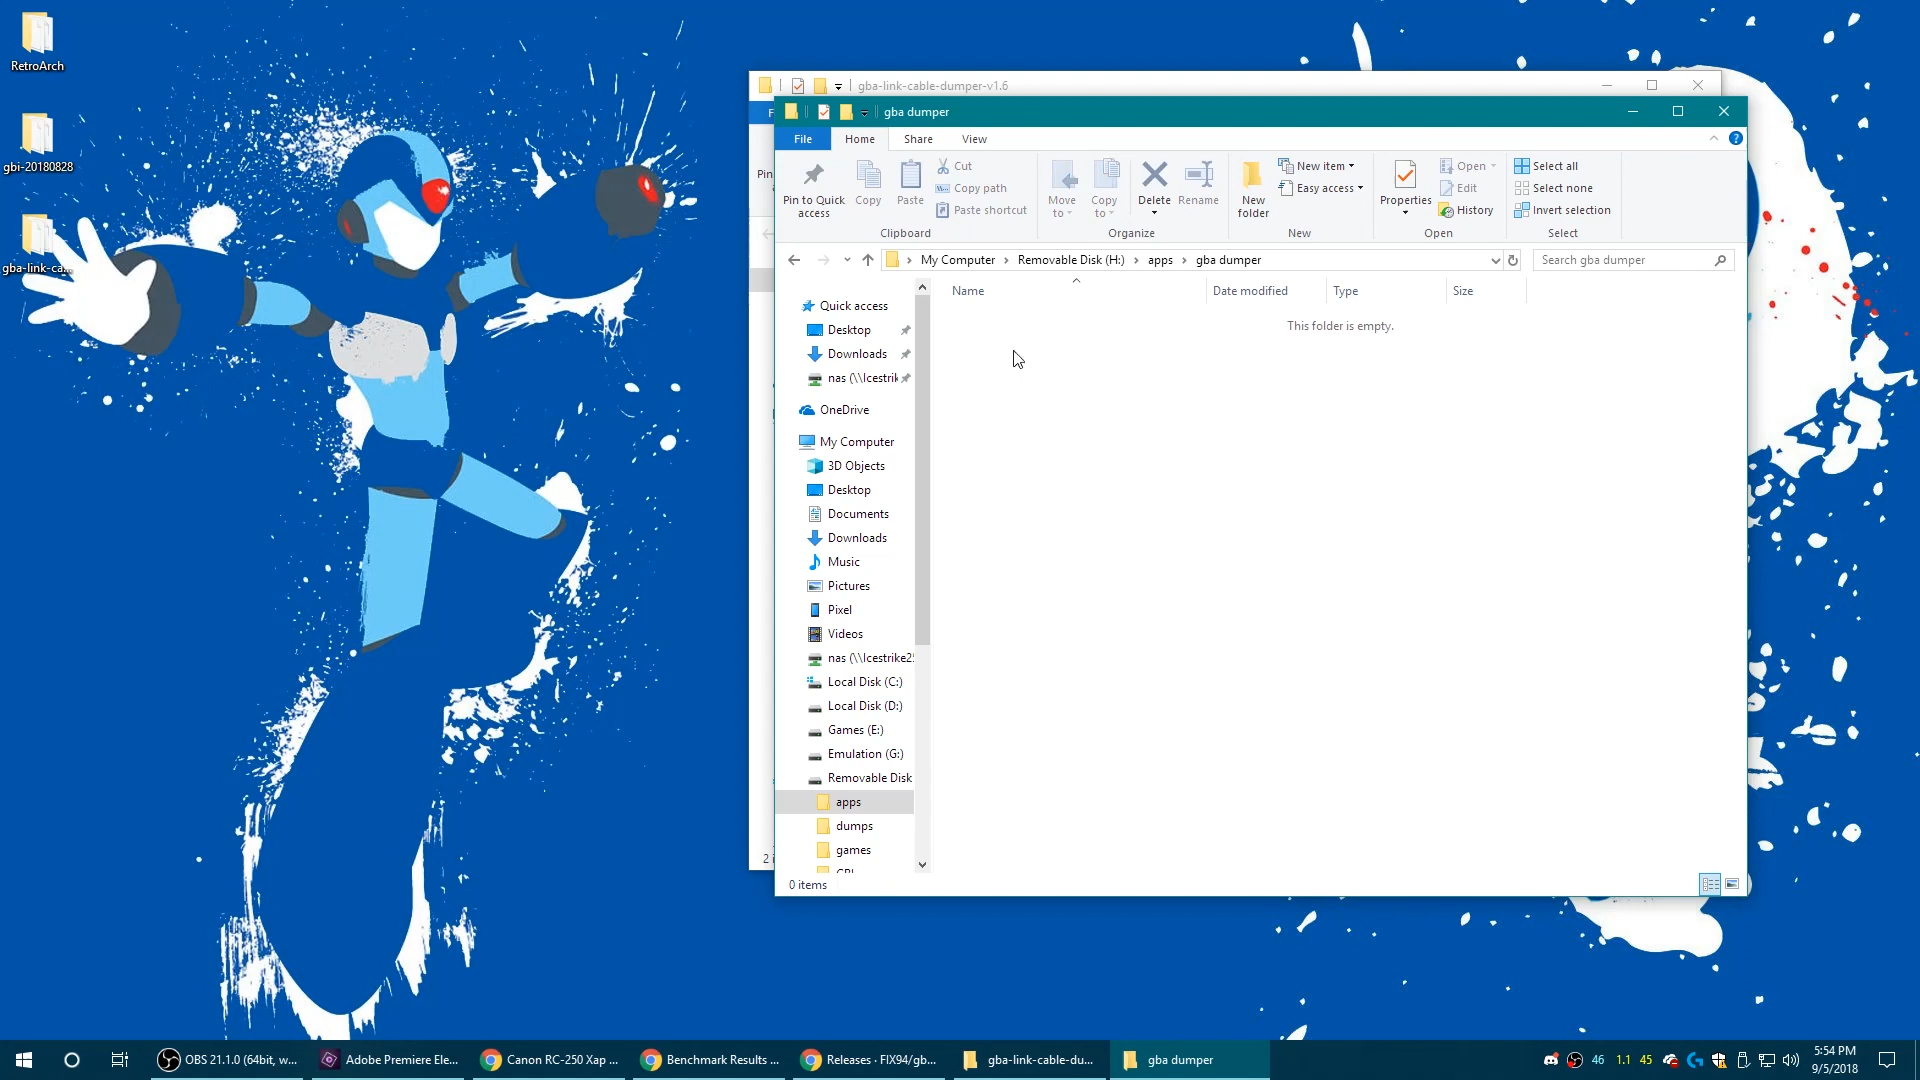 RetroArch
gbi-20180828
gba-link-ca...
gba-link-cable-dumper-v1.6
gba dumper
File
Home
Share
View
Pin to Quick access
Copy
Paste
Cut
Copy path
Paste shortcut
Clipboard
Move to
Copy to
Delete
Rename
Organize
New folder
New item
Easy access
New
Properties
Open
Edit
History
Open
Select all
Select none
Invert selection
Select
My Computer
Removable Disk (H:)
apps
gba dumper
Search gba dumper
Name
Date modified
Type
Size
This folder is empty.
Quick access
Desktop
Downloads
nas (\\Icestrik
OneDrive
My Computer
3D Objects
Desktop
Documents
Downloads
Music
Pictures
Pixel
Videos
nas (\\Icestrike2
Local Disk (C:)
Local Disk (D:)
Games (E:)
Emulation (G:)
Removable Disk
apps
dumps
games
0 items
OBS 21.1.0 (64bit, w...
Adobe Premiere Ele...
Canon RC-250 Xap ...
Benchmark Results ...
Releases · FIX94/gb...
gba-link-cable-du...
gba dumper
46
1.1
45
5:54 PM
9/5/2018